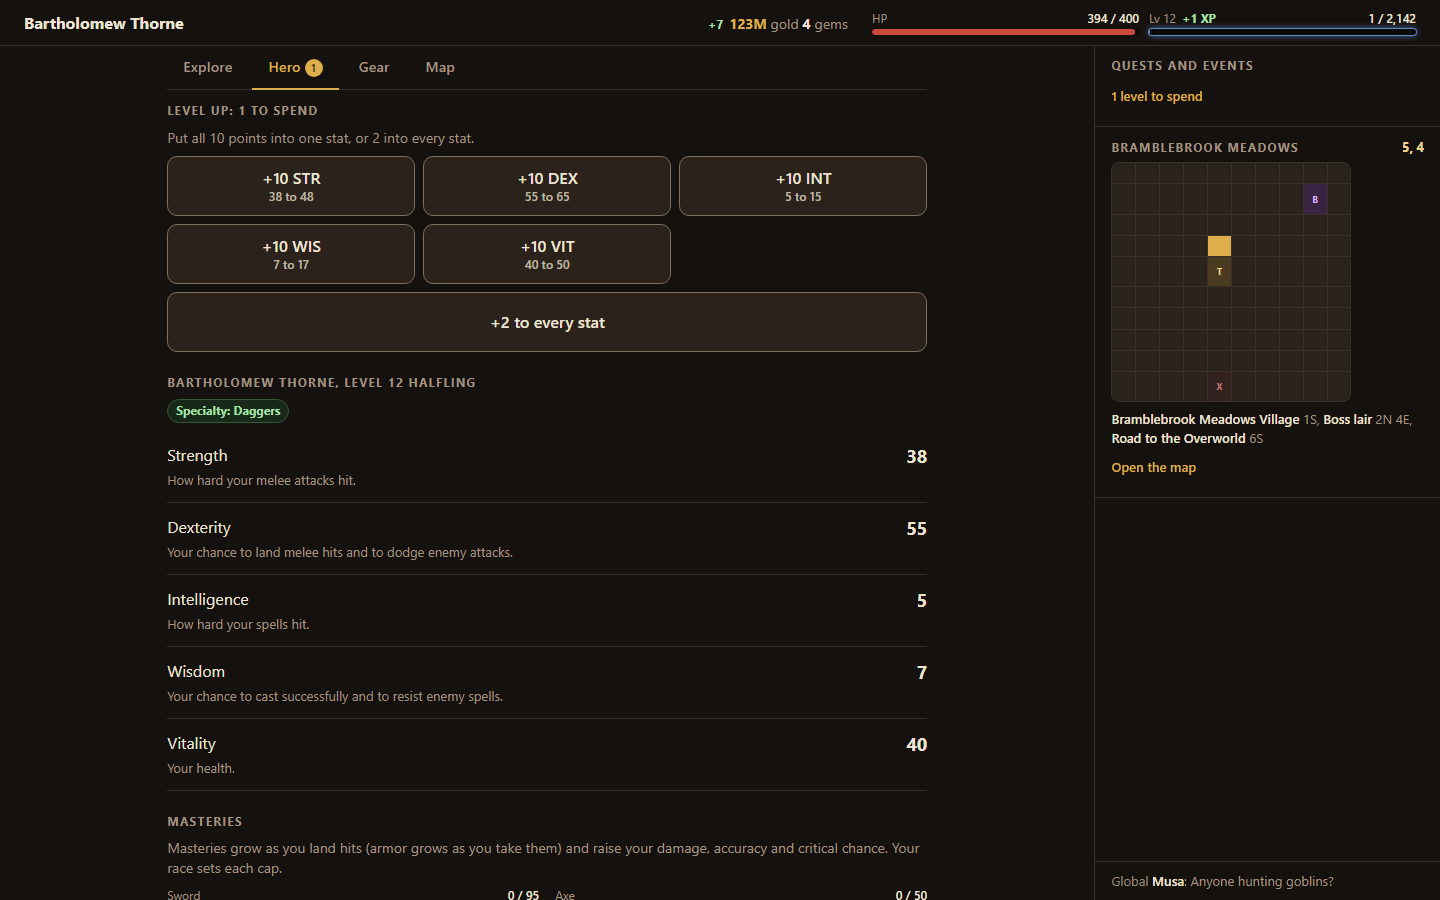 Bartholomew Thorne
+7 123M gold 4 gems
HP 394 / 400
Lv 12 +1 XP 1 / 2,142
Explore Hero 1 Gear Map
LEVEL UP: 1 TO SPEND
Put all 10 points into one stat, or 2 into every stat.
+10 STR
38 to 48
+10 DEX
55 to 65
+10 INT
5 to 15
+10 WIS
7 to 17
+10 VIT
40 to 50
+2 to every stat
BARTHOLOMEW THORNE, LEVEL 12 HALFLING
Specialty: Daggers
Strength 38
How hard your melee attacks hit.
Dexterity 55
Your chance to land melee hits and to dodge enemy attacks.
Intelligence 5
How hard your spells hit.
Wisdom 7
Your chance to cast successfully and to resist enemy spells.
Vitality 40
Your health.
MASTERIES
Masteries grow as you land hits (armor grows as you take them) and raise your damage, accuracy and critical chance. Your
race sets each cap.
Sword 0 / 95 Axe 0 / 50
QUESTS AND EVENTS
1 level to spend
BRAMBLEBROOK MEADOWS 5, 4
B
T
X
Bramblebrook Meadows Village 1S, Boss lair 2N 4E,
Road to the Overworld 6S
Open the map
Global Musa: Anyone hunting goblins?